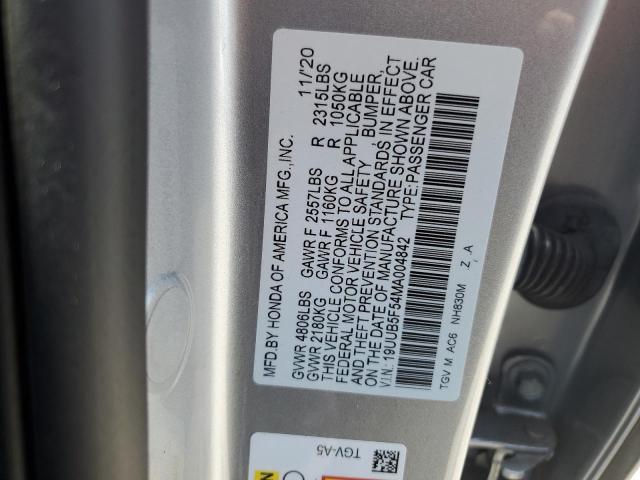 MFD.BY HONDA OF AMERICA MFG.,INC. 11/'20
GVWR 4806LBS GAWR F 2557LBS R 2315LBS
GVWR 2180KG GAWR F 1160KG R 1050KG
THIS VEHICLE CONFORMS TO ALL APPLICABLE
FEDERAL MOTOR VEHICLE SAFETY, BUMPER,
AND THEFT PREVENTION STANDARDS, IN EFFECT
ON THE DATE OF MANUFACTURE SHOWN ABOVE.
V.I.N.: 19UUB5F54MA004842 TYPE:PASSENGER CAR
TGV M AC6 NH830M Z_A
TGV-A5